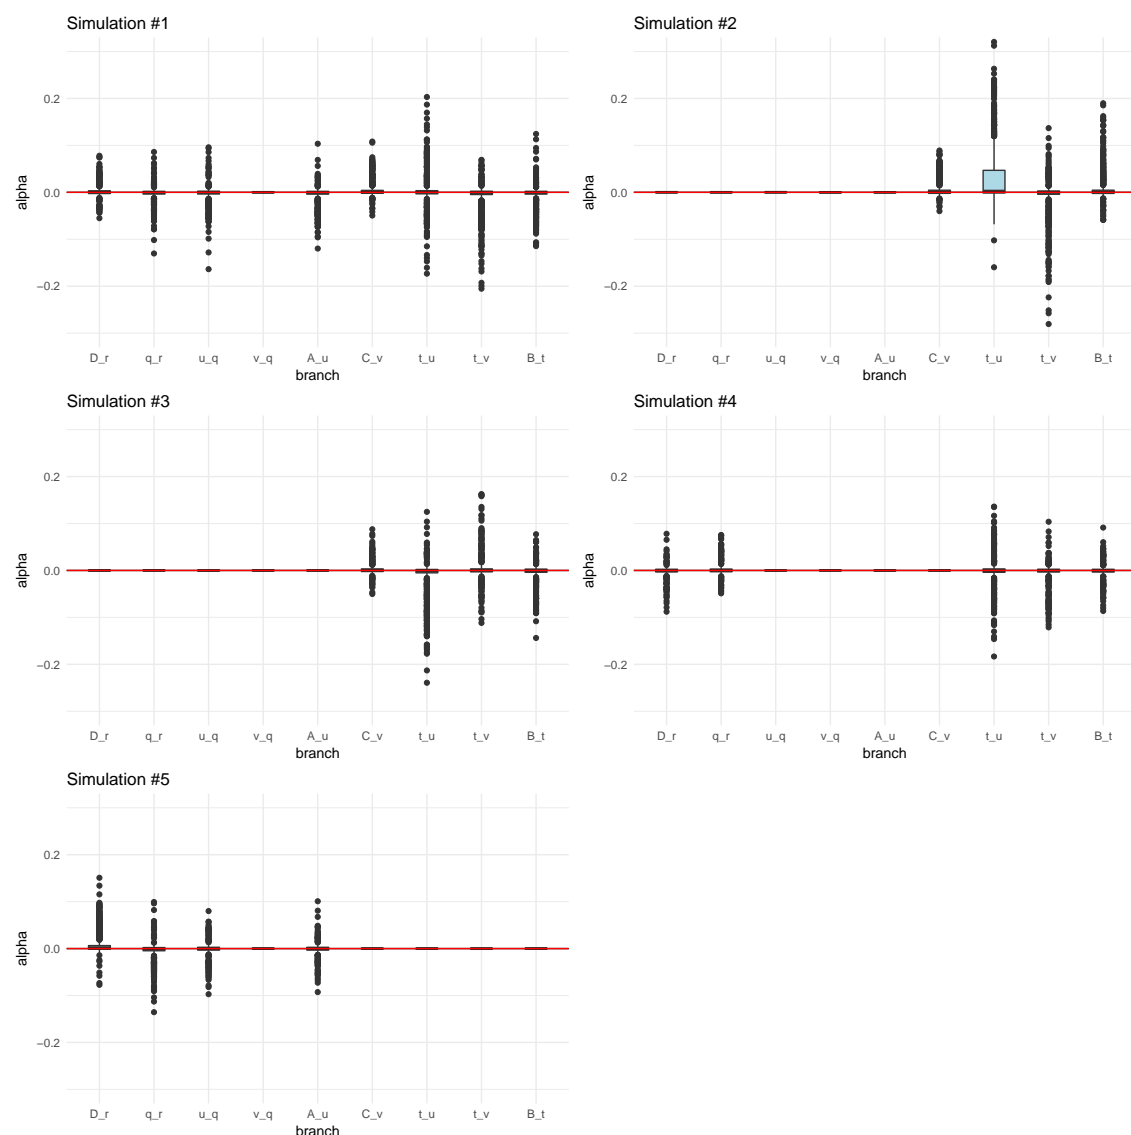 Simulation #1
0.2
0.0
−0.2
alpha
D_r q_r u_q v_q A_u C_v t_u t_v B_t
branch
Simulation #2
0.2
0.0
−0.2
alpha
D_r q_r u_q v_q A_u C_v t_u t_v B_t
branch
Simulation #3
0.2
0.0
−0.2
alpha
D_r q_r u_q v_q A_u C_v t_u t_v B_t
branch
Simulation #4
0.2
0.0
−0.2
alpha
D_r q_r u_q v_q A_u C_v t_u t_v B_t
branch
Simulation #5
0.2
0.0
−0.2
alpha
D_r q_r u_q v_q A_u C_v t_u t_v B_t
branch